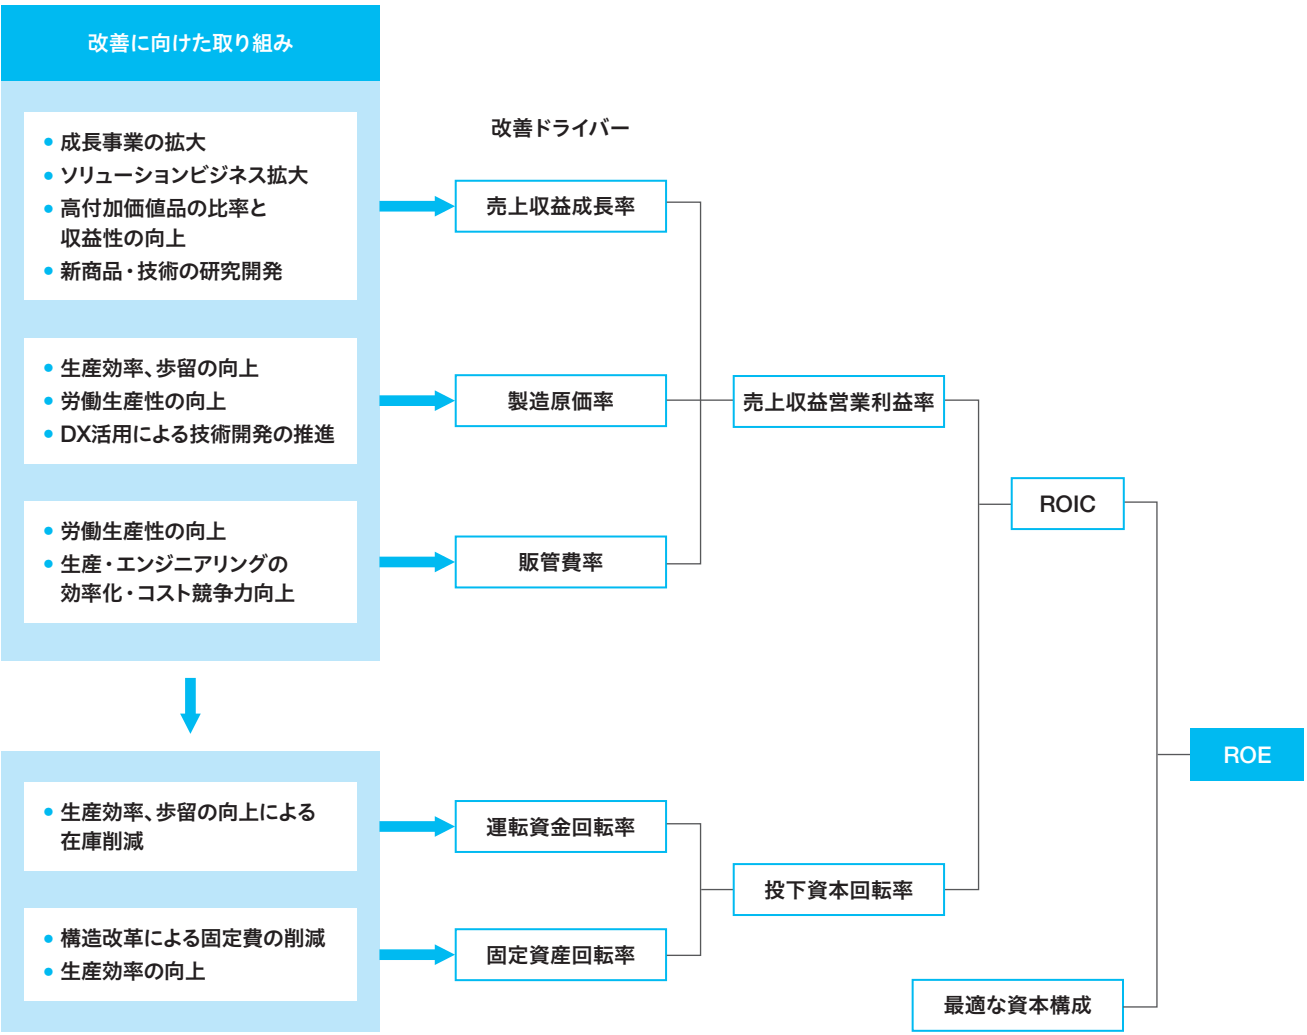 改善に向けた取り組み
• 成長事業の拡大
• ソリューションビジネス拡大
• 高付加価値品の比率と
収益性の向上
• 新商品・技術の研究開発
• 生産効率、歩留の向上
• 労働生産性の向上
• DX活用による技術開発の推進
• 労働生産性の向上
• 生産・エンジニアリングの
効率化・コスト競争力向上
• 生産効率、歩留の向上による
在庫削減
• 構造改革による固定費の削減
• 生産効率の向上
改善ドライバー
売上収益成長率
製造原価率
販管費率
運転資金回転率
固定資産回転率
売上収益営業利益率
投下資本回転率
ROIC
最適な資本構成
ROE